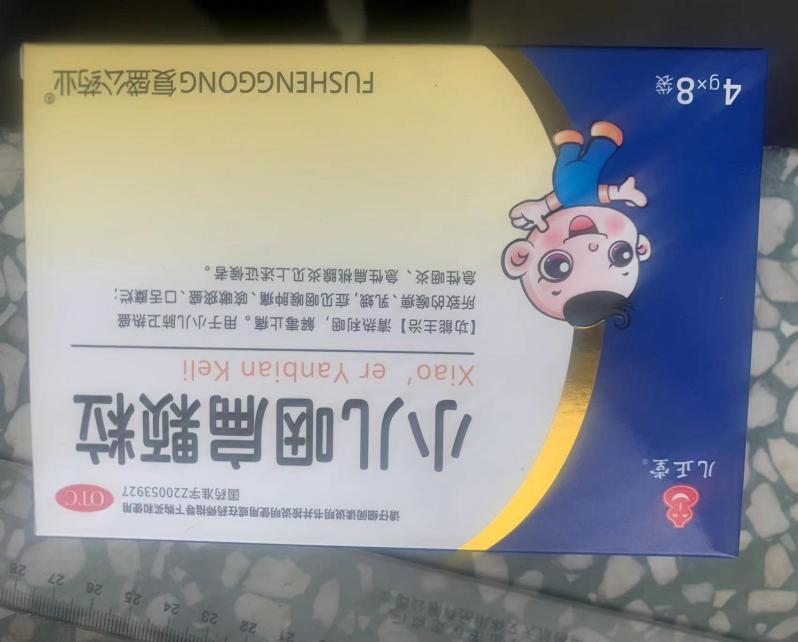 请仔细阅读说明书并按说明使用或在药师指导下购买和使用
国药准字Z20053927
OTC
儿正堂
小儿咽扁颗粒
Xiao'er Yanbian Keli
【功能主治】清热利咽，解毒止痛。用于小儿肺卫热盛
所致的喉痹、乳蛾，症见咽喉肿痛、咳嗽痰盛、口舌糜烂；
急性咽炎、急性扁桃腺炎见上述证候者。
4g×8袋
FUSHENGGONG复盛公药业®
22 23 24 25 26 27 28